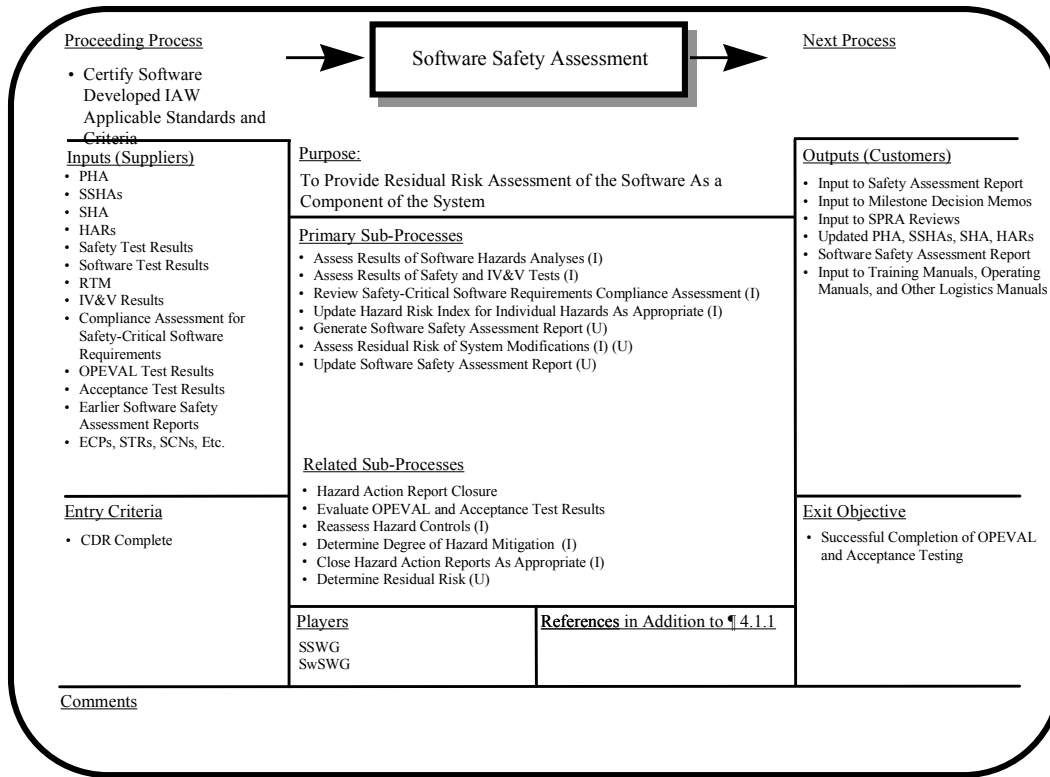 Proceeding Process
• Certify Software
Developed IAW
Applicable Standards and
Criteria
Software Safety Assessment
Next Process
Inputs (Suppliers)
• PHA
• SSHAs
• SHA
• HARs
• Safety Test Results
• Software Test Results
• RTM
• IV&V Results
• Compliance Assessment for
Safety-Critical Software
Requirements
• OPEVAL Test Results
• Acceptance Test Results
• Earlier Software Safety
Assessment Reports
• ECPs, STRs, SCNs, Etc.
Entry Criteria
• CDR Complete
Purpose:
To Provide Residual Risk Assessment of the Software As a
Component of the System
Primary Sub-Processes
• Assess Results of Software Hazards Analyses (I)
• Assess Results of Safety and IV&V Tests (I)
• Review Safety-Critical Software Requirements Compliance Assessment (I)
• Update Hazard Risk Index for Individual Hazards As Appropriate (I)
• Generate Software Safety Assessment Report (U)
• Assess Residual Risk of System Modifications (I) (U)
• Update Software Safety Assessment Report (U)
Related Sub-Processes
• Hazard Action Report Closure
• Evaluate OPEVAL and Acceptance Test Results
• Reassess Hazard Controls (I)
• Determine Degree of Hazard Mitigation (I)
• Close Hazard Action Reports As Appropriate (I)
• Determine Residual Risk (U)
Players
SSWG
SwSWG
References in Addition to ¶ 4.1.1
Outputs (Customers)
• Input to Safety Assessment Report
• Input to Milestone Decision Memos
• Input to SPRA Reviews
• Updated PHA, SSHAs, SHA, HARs
• Software Safety Assessment Report
• Input to Training Manuals, Operating
Manuals, and Other Logistics Manuals
Exit Objective
• Successful Completion of OPEVAL
and Acceptance Testing
Comments